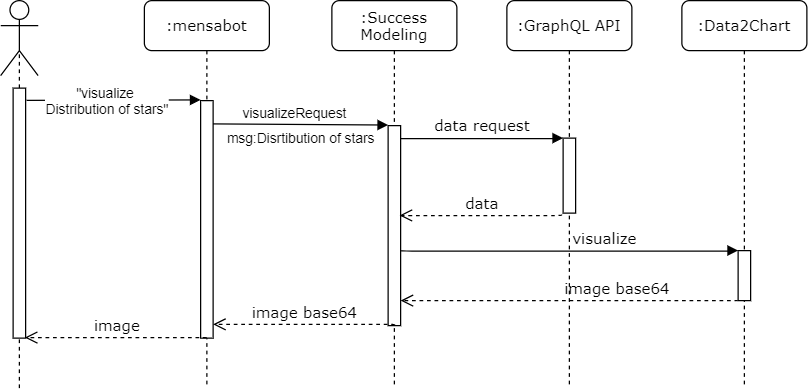 :mensabot
:Success
Modeling
:GraphQL API
:Data2Chart
"visualize
Distribution of stars"
visualizeRequest
msg:Disrtibution of stars
data request
data
visualize
image base64
image base64
image